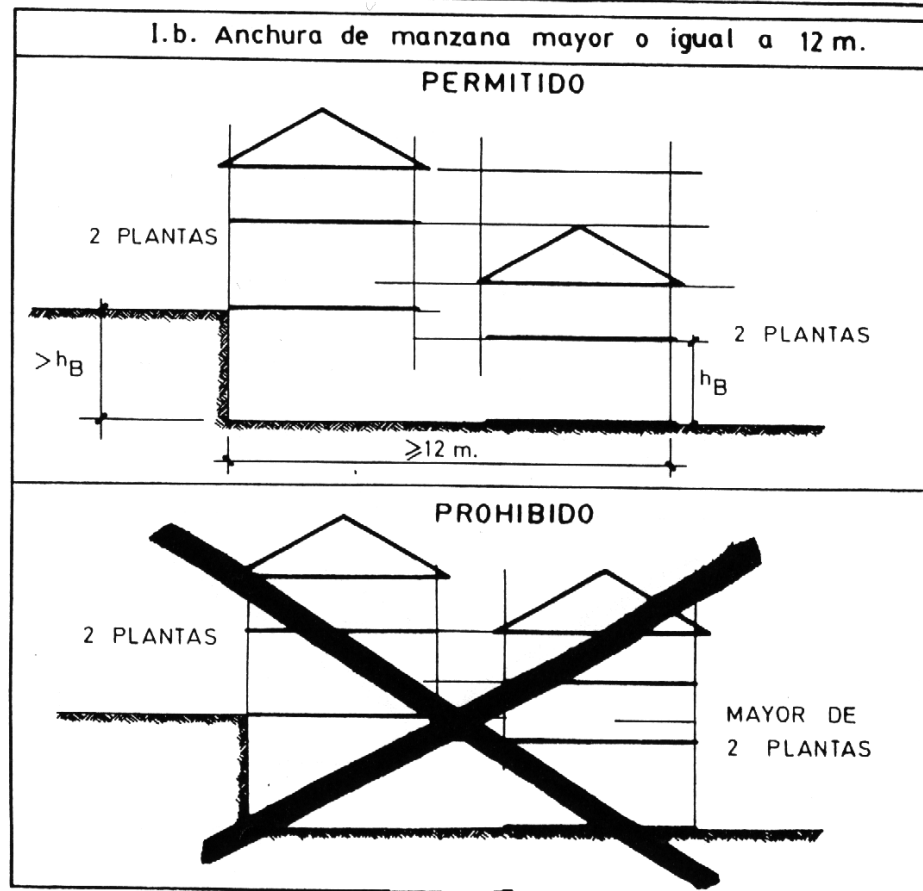 I.b. Anchura de manzana mayor o igual a 12 m.
PERMITIDO
2 PLANTAS
2 PLANTAS
>hB
hB
⩾12 m.
PROHIBIDO
2 PLANTAS
MAYOR DE
2 PLANTAS